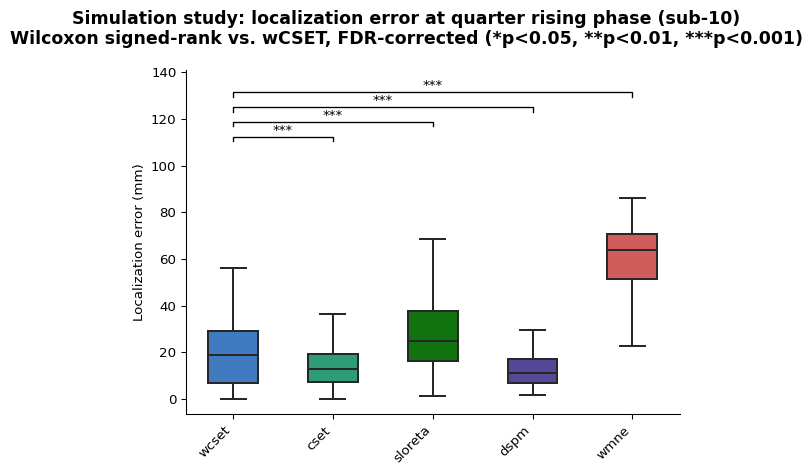 Simulation study: localization error at quarter rising phase (sub-10)
Wilcoxon signed-rank vs. wCSET, FDR-corrected (*p<0.05, **p<0.01, ***p<0.001)
140
***
***
120
***
***
100
80
60
40
20
0
Localization error (mm)
wcset
cset
sloreta
dspm
wmne